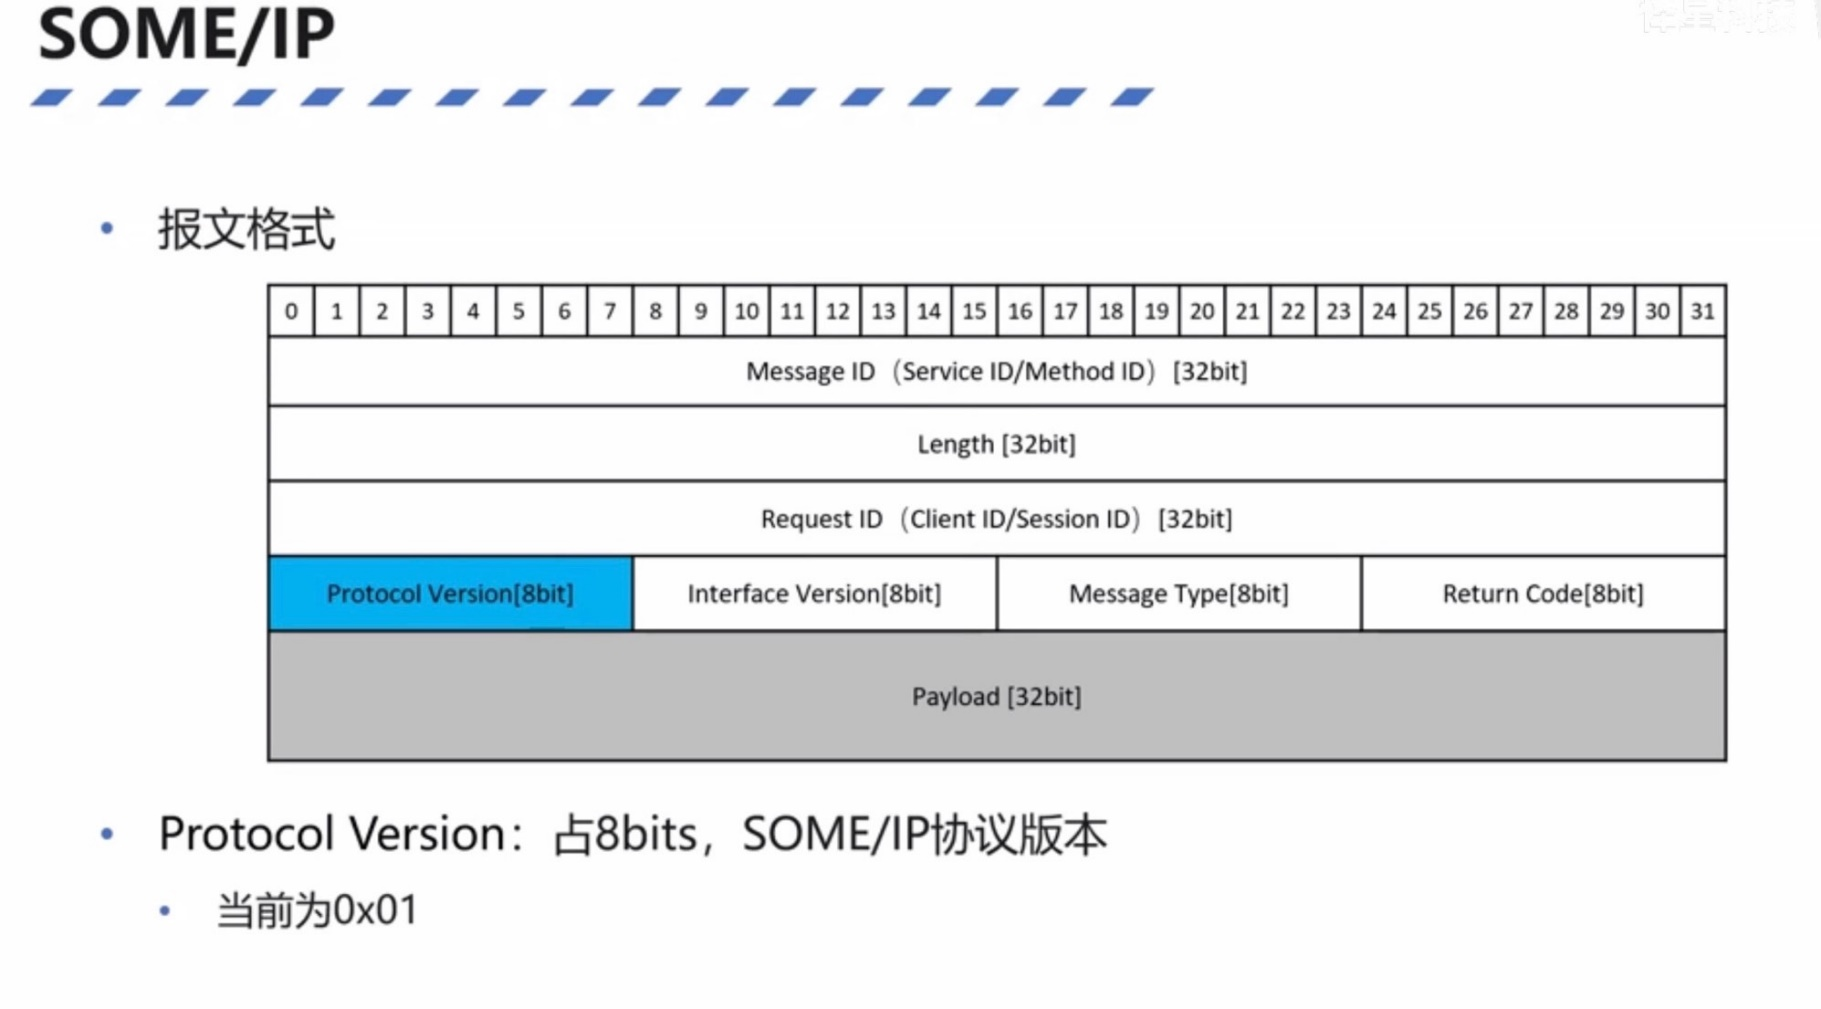 SOME/IP
报文格式
0 1 2 3 4 5 6 7 8 9 10 11 12 13 14 15 16 17 18 19 20 21 22 23 24 25 26 27 28 29 30 31
Message ID（Service ID/Method ID）[32bit]
Length [32bit]
Request ID（Client ID/Session ID）[32bit]
Protocol Version[8bit] Interface Version[8bit] Message Type[8bit] Return Code[8bit]
Payload [32bit]
Protocol Version：占8bits，SOME/IP协议版本
当前为0x01